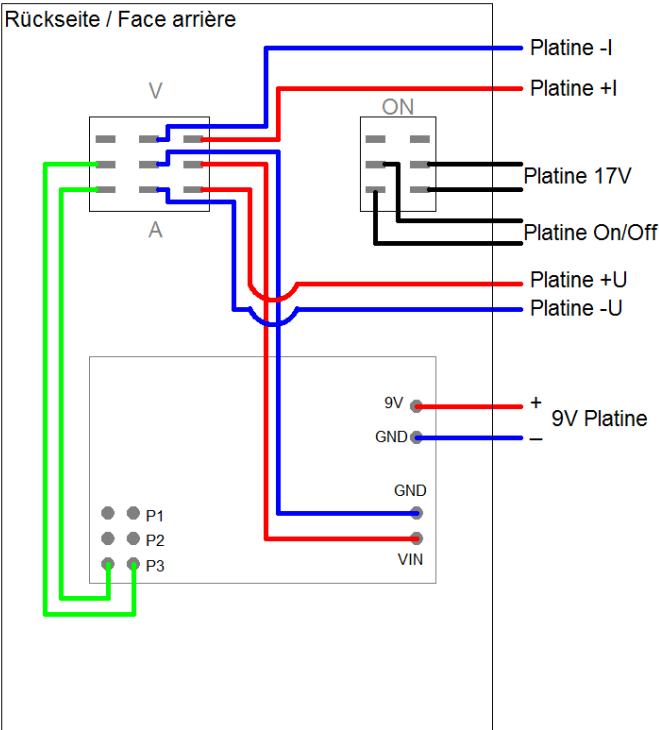 Rückseite / Face arrière
Platine -I
Platine +I
V
ON
Platine 17V
A
Platine On/Off
Platine +U
Platine -U
9V
+
9V Platine
GND
–
GND
P1
P2
VIN
P3